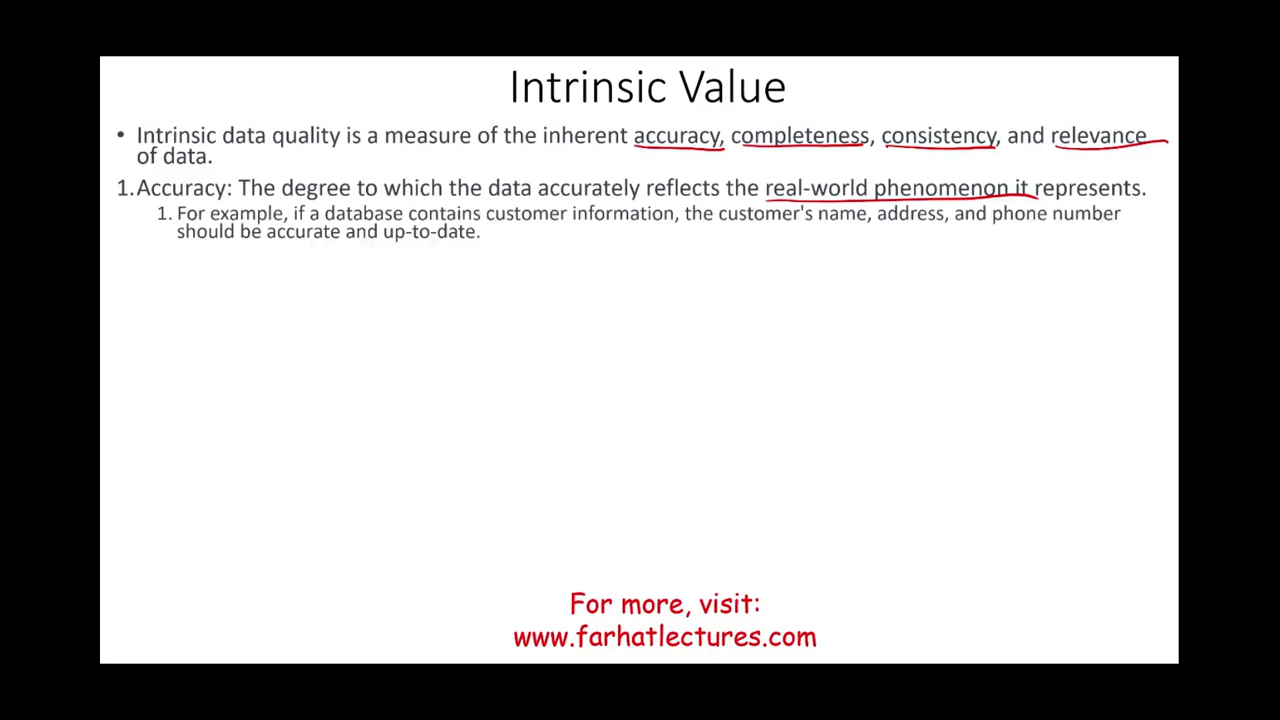 Intrinsic Value
• Intrinsic data quality is a measure of the inherent accuracy, completeness, consistency, and relevance
of data.
1. Accuracy: The degree to which the data accurately reflects the real-world phenomenon it represents.
1. For example, if a database contains customer information, the customer's name, address, and phone number
should be accurate and up-to-date.
For more, visit:
www.farhatlectures.com